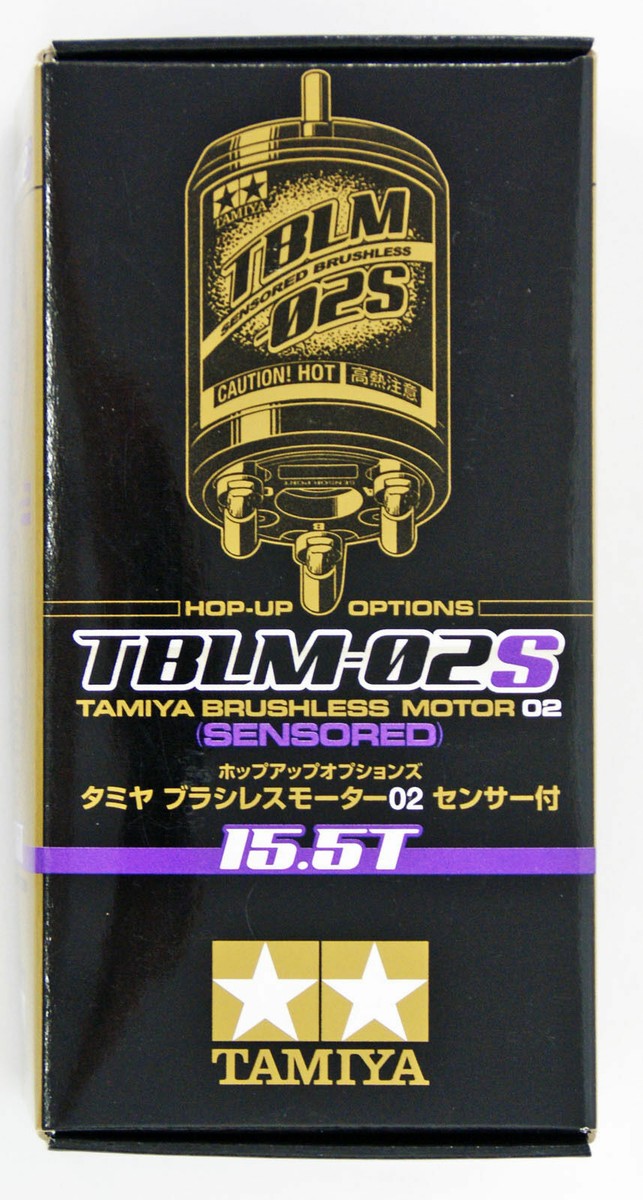 TAMIYA
TBLM
SENSORED BRUSHLESS
-02S
CAUTION! HOT 高熱注意
SENSOR PORT
B
HOP-UP OPTIONS
TBLM-02S
TAMIYA BRUSHLESS MOTOR 02
(SENSORED)
ホップアップオプションズ
タミヤ ブラシレスモーター02 センサー付
15.5T
TAMIYA